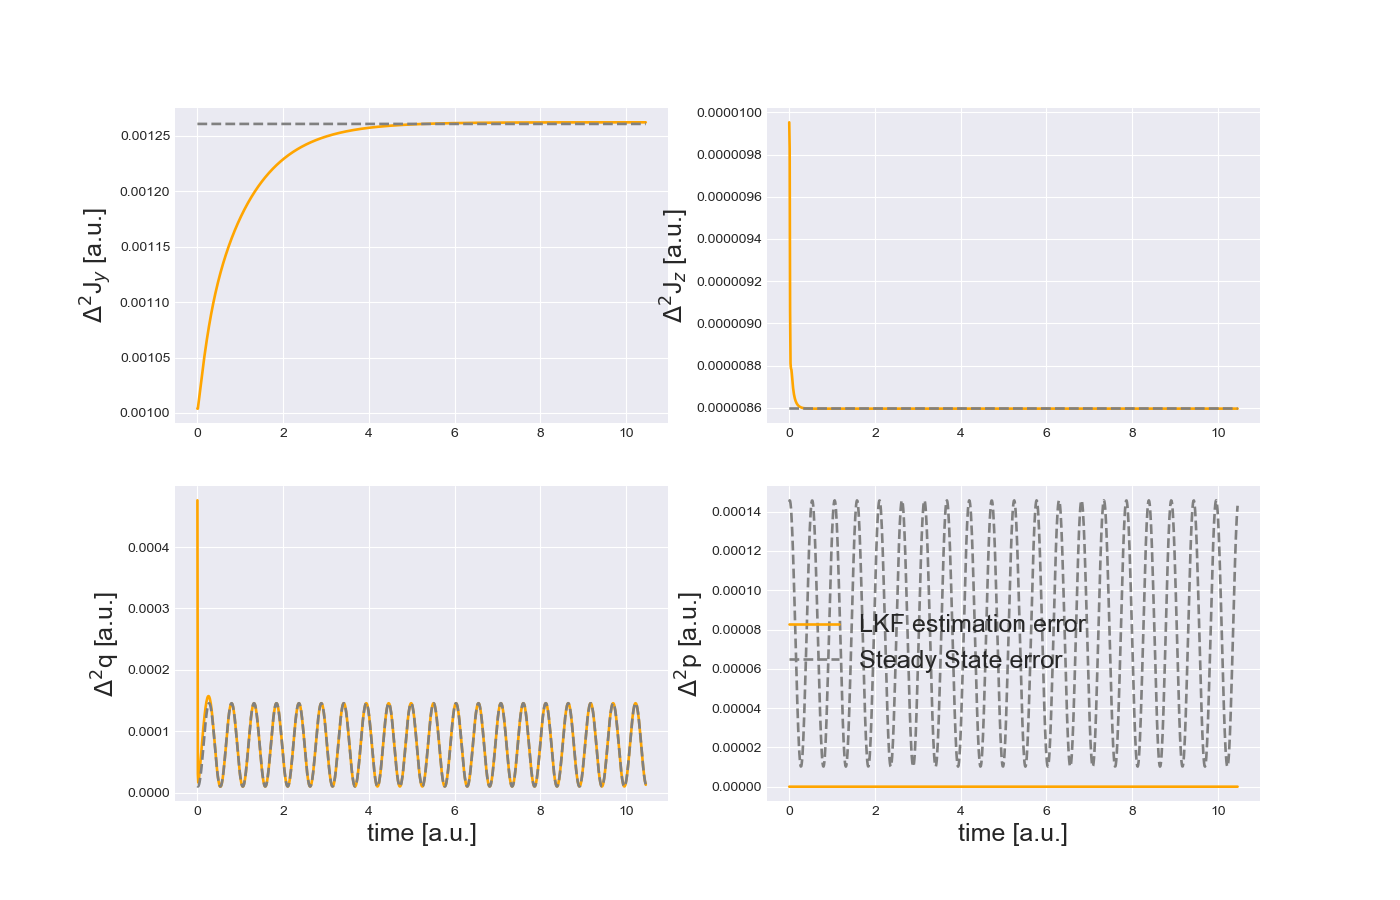 Δ²J_y [a.u.]
0.00125
0.00120
0.00115
0.00110
0.00105
0.00100
0 2 4 6 8 10
Δ²J_z [a.u.]
0.0000100
0.0000098
0.0000096
0.0000094
0.0000092
0.0000090
0.0000088
0.0000086
0 2 4 6 8 10
Δ²q [a.u.]
0.0004
0.0003
0.0002
0.0001
0.0000
0 2 4 6 8 10
time [a.u.]
Δ²p [a.u.]
0.00014
0.00012
0.00010
0.00008
0.00006
0.00004
0.00002
0.00000
LKF estimation error
Steady State error
0 2 4 6 8 10
time [a.u.]